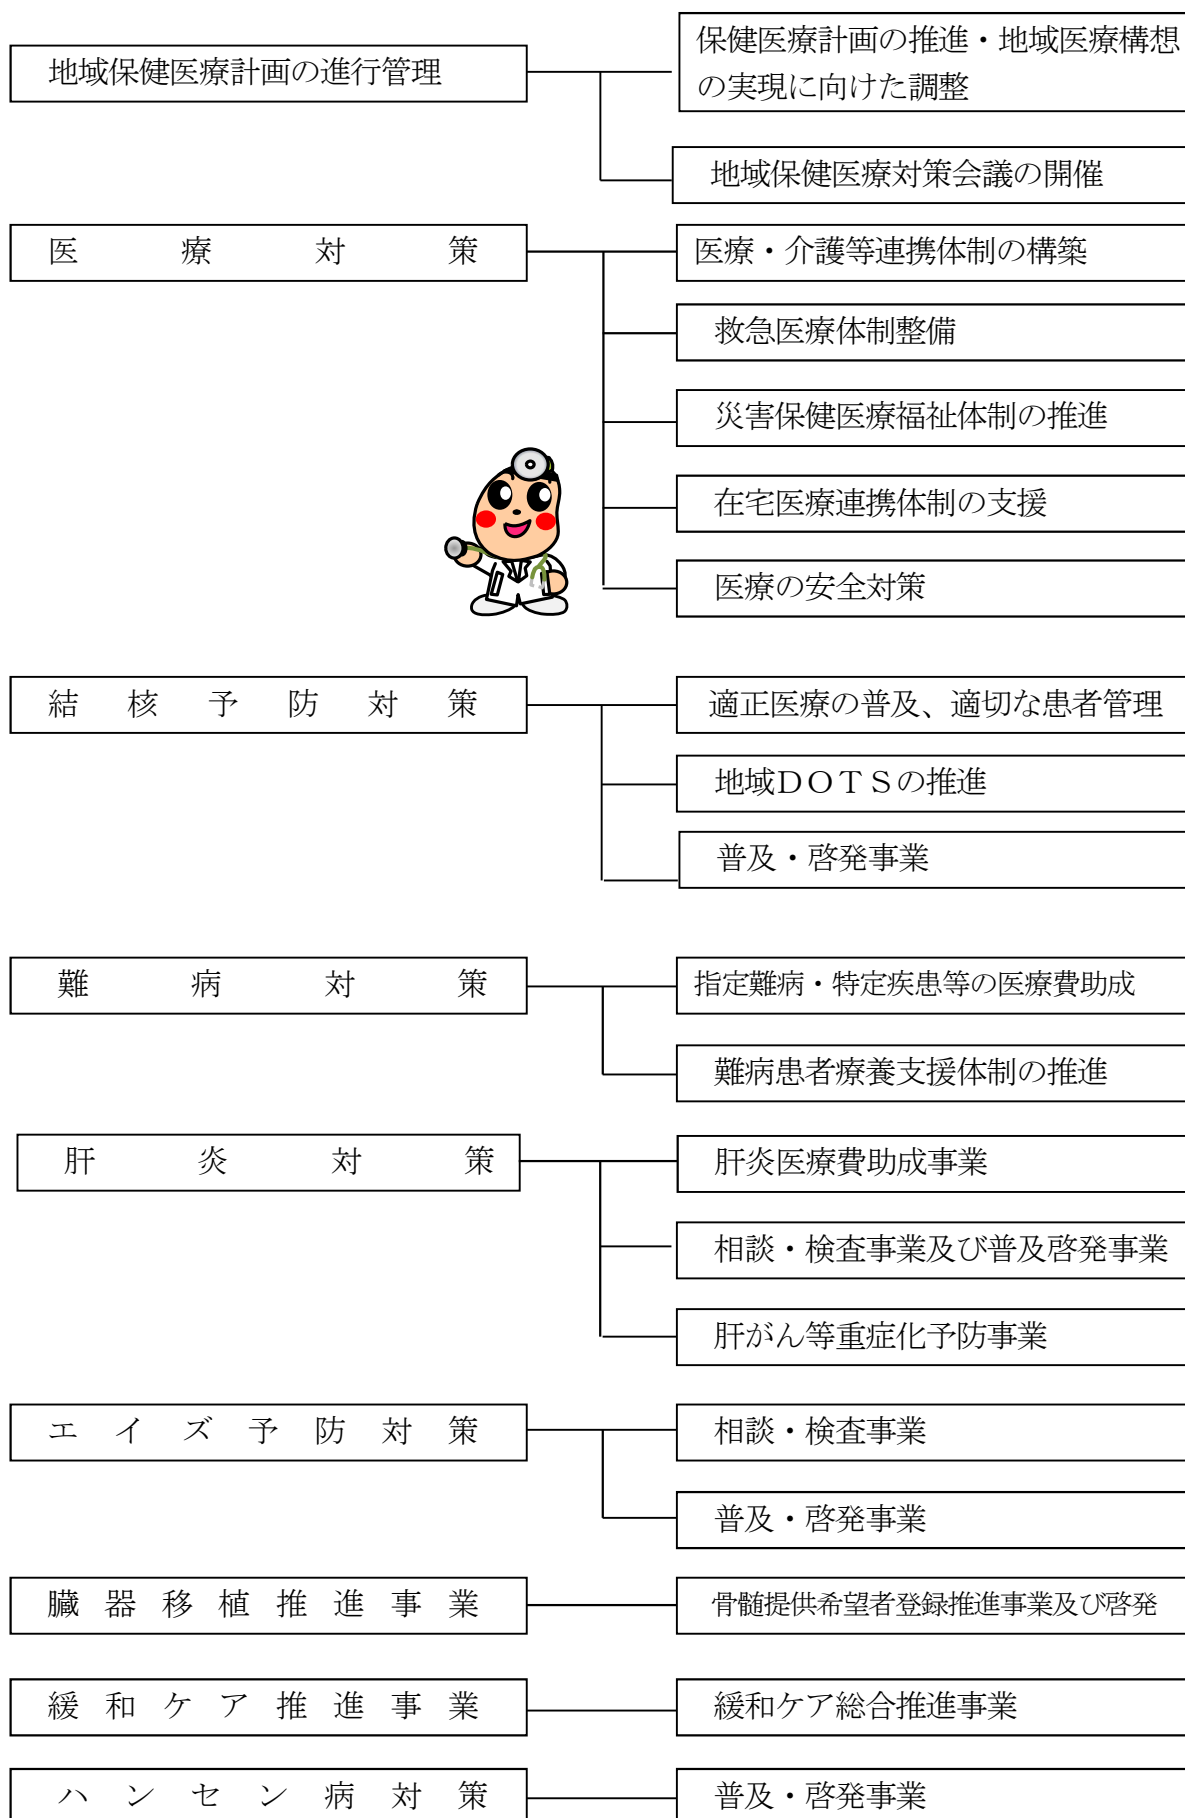 地域保健医療計画の進行管理
保健医療計画の推進・地域医療構想
の実現に向けた調整
地域保健医療対策会議の開催
医療対策
医療・介護等連携体制の構築
救急医療体制整備
災害保健医療福祉体制の推進
在宅医療連携体制の支援
医療の安全対策
結核予防対策
適正医療の普及、適切な患者管理
地域DOTSの推進
普及・啓発事業
難病対策
指定難病・特定疾患等の医療費助成
難病患者療養支援体制の推進
肝炎対策
肝炎医療費助成事業
相談・検査事業及び普及啓発事業
肝がん等重症化予防事業
エイズ予防対策
相談・検査事業
普及・啓発事業
臓器移植推進事業
骨髄提供希望者登録推進事業及び啓発
緩和ケア推進事業
緩和ケア総合推進事業
ハンセン病対策
普及・啓発事業